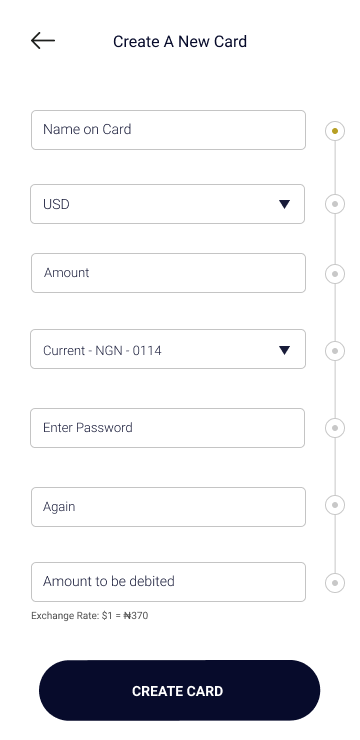 Create A New Card
Name on Card
USD
Amount
Current - NGN - 0114
Enter Password
Again
Amount to be debited
Exchange Rate: $1 = ₦370
CREATE CARD